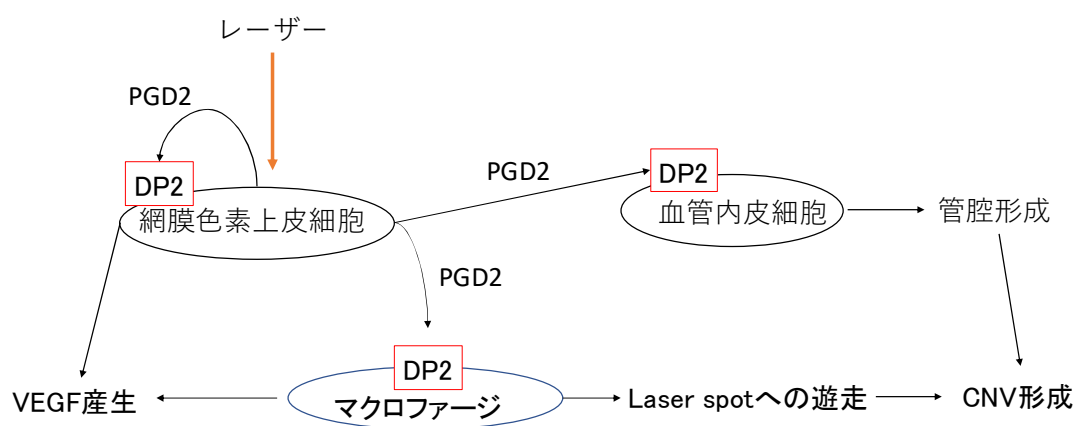 レーザー
PGD2
DP2
網膜色素上皮細胞
PGD2
DP2
血管内皮細胞
管腔形成
PGD2
DP2
マクロファージ
VEGF産生
Laser spotへの遊走
CNV形成